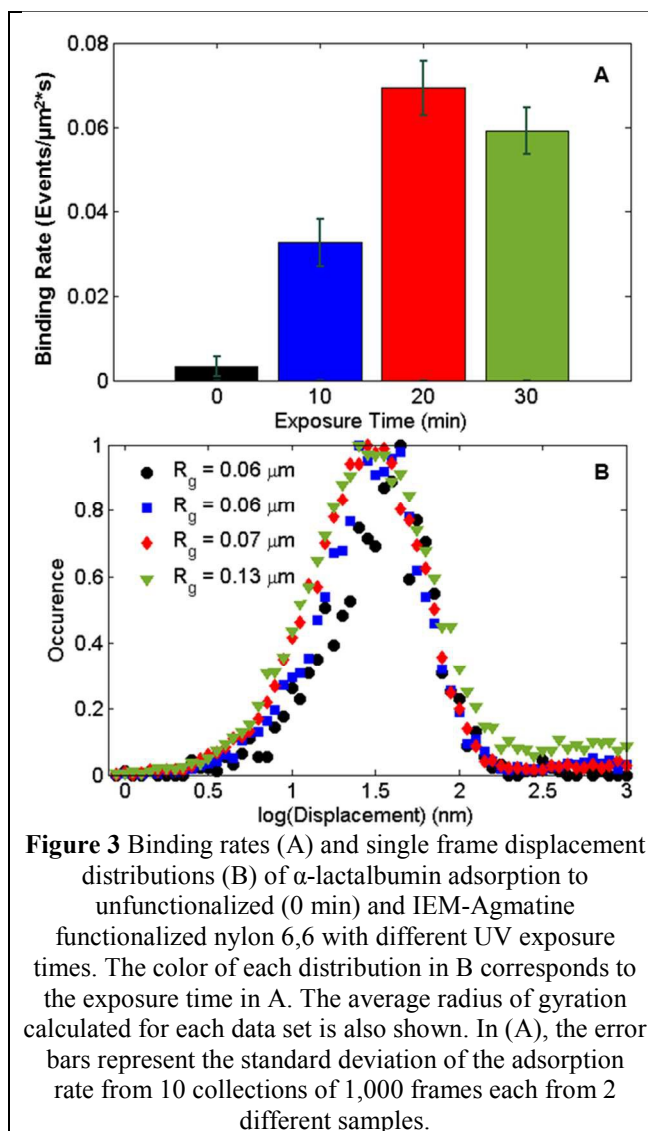 0.08
A
0.06
0.04
0.02
0
Binding Rate (Events/μm²*s)
0 10 20 30
Exposure Time (min)
1
B
0.8
0.6
0.4
0.2
0
Occurence
R_g = 0.06 μm
R_g = 0.06 μm
R_g = 0.07 μm
R_g = 0.13 μm
0 0.5 1 1.5 2 2.5 3
log(Displacement) (nm)
Figure 3 Binding rates (A) and single frame displacement
distributions (B) of α-lactalbumin adsorption to
unfunctionalized (0 min) and IEM-Agmatine
functionalized nylon 6,6 with different UV exposure
times. The color of each distribution in B corresponds to
the exposure time in A. The average radius of gyration
calculated for each data set is also shown. In (A), the error
bars represent the standard deviation of the adsorption
rate from 10 collections of 1,000 frames each from 2
different samples.